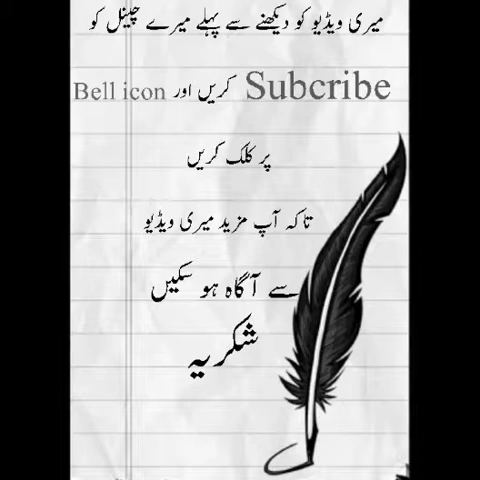 میری ویڈیو کو دیکھنے سے پہلے میرے چینل کو
Subcribe کریں اور Bell icon
پر کلک کریں
تاکہ آپ مزید میری ویڈیو
سے آگاہ ہو سکیں
شکریہ